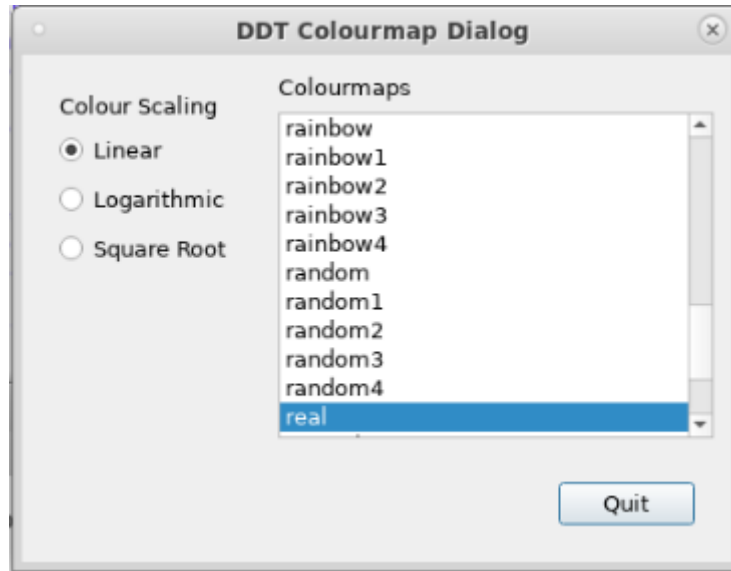 DDT Colourmap Dialog
Colour Scaling
Linear
Logarithmic
Square Root
Colourmaps
rainbow
rainbow1
rainbow2
rainbow3
rainbow4
random
random1
random2
random3
random4
real
Quit